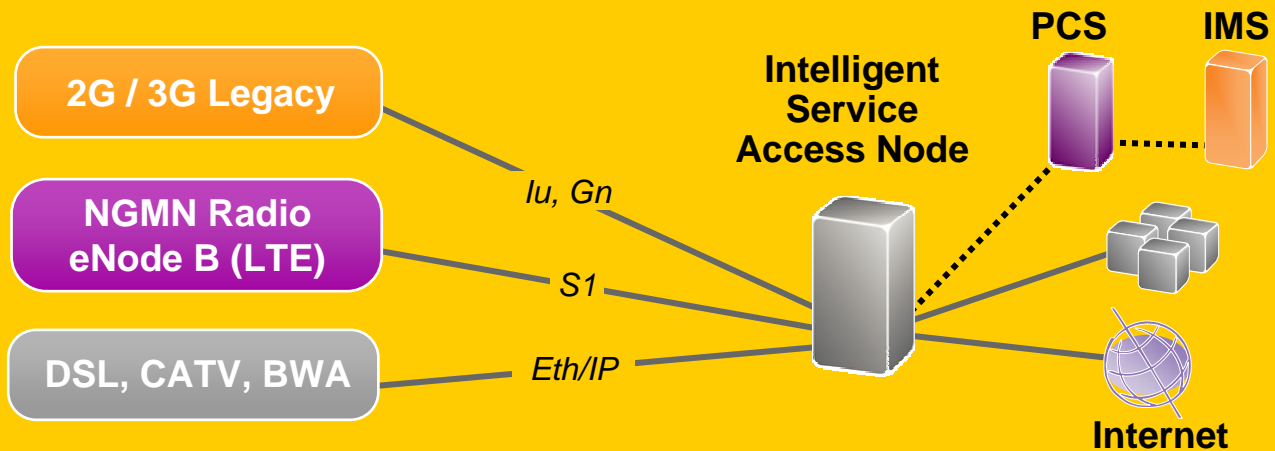 PCS
IMS
Intelligent
Service
Access Node
2G / 3G Legacy
Iu, Gn
NGMN Radio
eNode B (LTE)
S1
DSL, CATV, BWA
Eth/IP
Internet